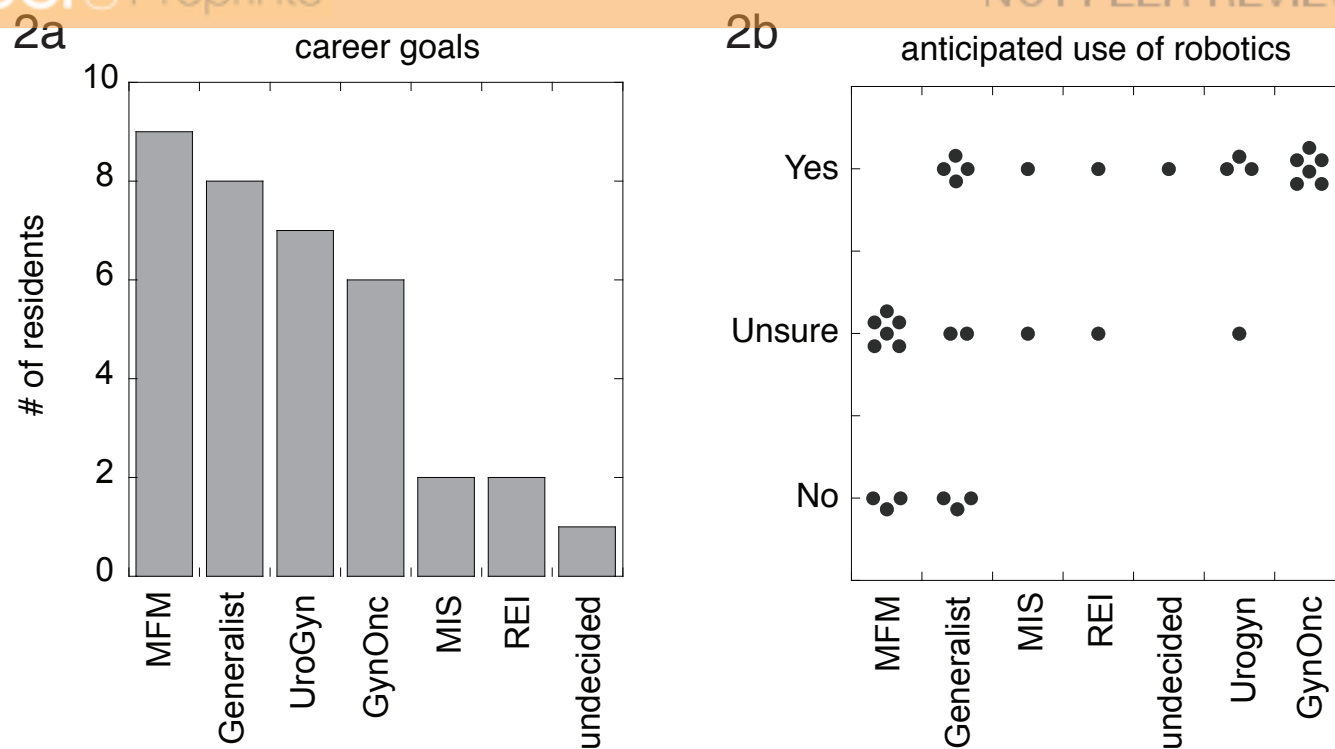 2a
career goals
10
8
6
4
2
0
# of residents
MFM
Generalist
UroGyn
GynOnc
MIS
REI
undecided
2b
anticipated use of robotics
Yes
Unsure
No
MFM
Generalist
MIS
REI
undecided
Urogyn
GynOnc